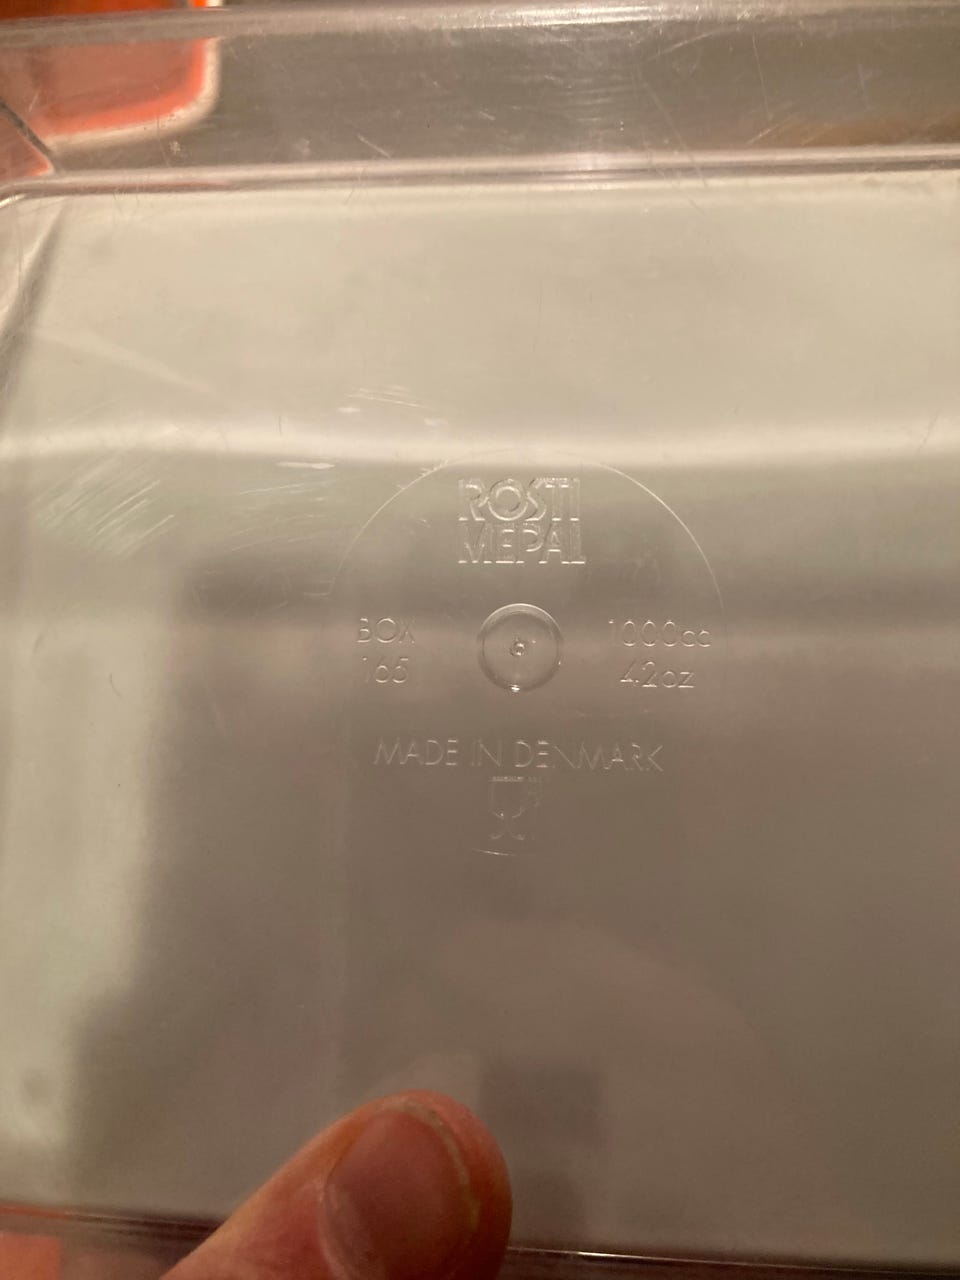 ROSTI
MEPAL
BOX
165
1000cc
42oz
MADE IN DENMARK